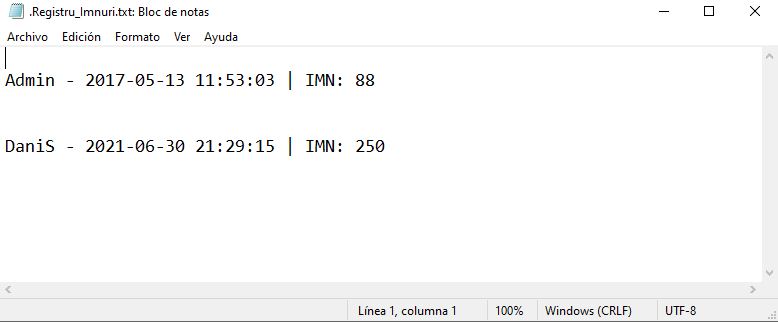 .Registru_Imnuri.txt: Bloc de notas
Archivo Edición Formato Ver Ayuda
Admin - 2017-05-13 11:53:03 | IMN: 88
DaniS - 2021-06-30 21:29:15 | IMN: 250
Línea 1, columna 1 100% Windows (CRLF) UTF-8